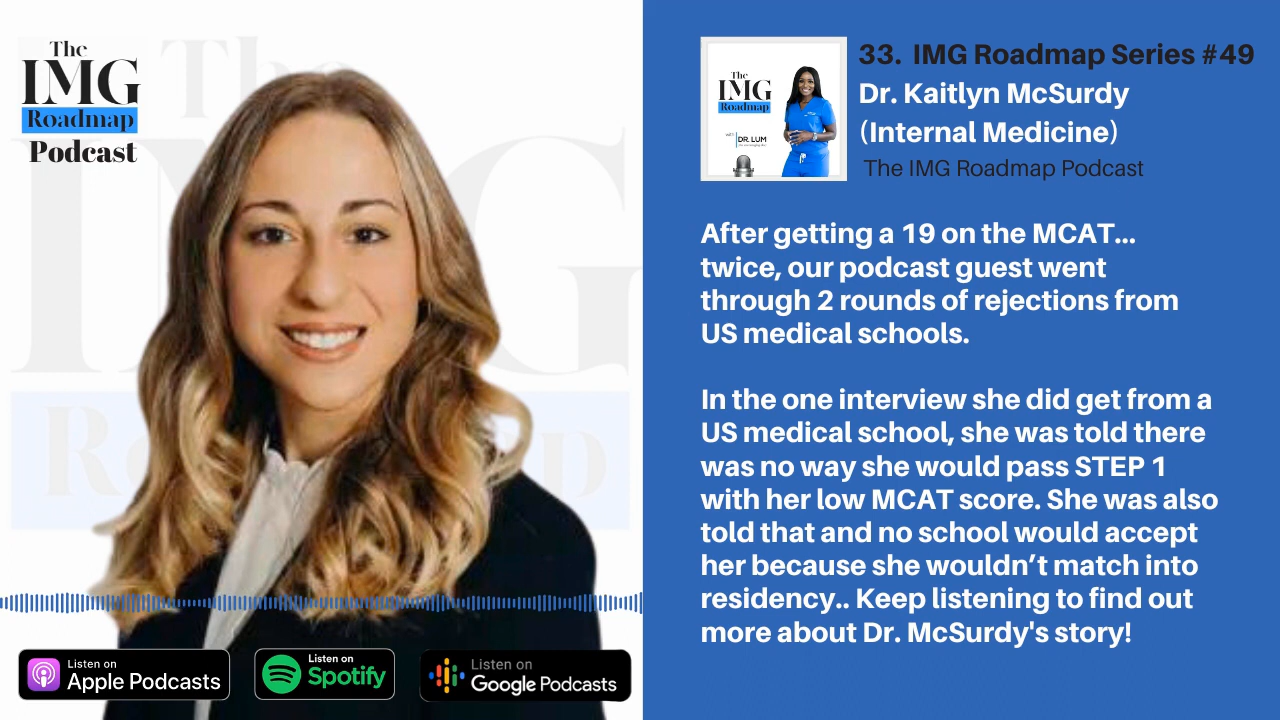 The
IMG
Roadmap
Podcast
The
IMG
Roadmap
Listen on
Apple Podcasts
Listen on
Spotify
Listen on
Google Podcasts
The
IMG
Roadmap
with DR. LUM
33. IMG Roadmap Series #49
Dr. Kaitlyn McSurdy
(Internal Medicine)
The IMG Roadmap Podcast
After getting a 19 on the MCAT...
twice, our podcast guest went
through 2 rounds of rejections from
US medical schools.
In the one interview she did get from a
US medical school, she was told there
was no way she would pass STEP 1
with her low MCAT score. She was also
told that and no school would accept
her because she wouldn’t match into
residency.. Keep listening to find out
more about Dr. McSurdy's story!